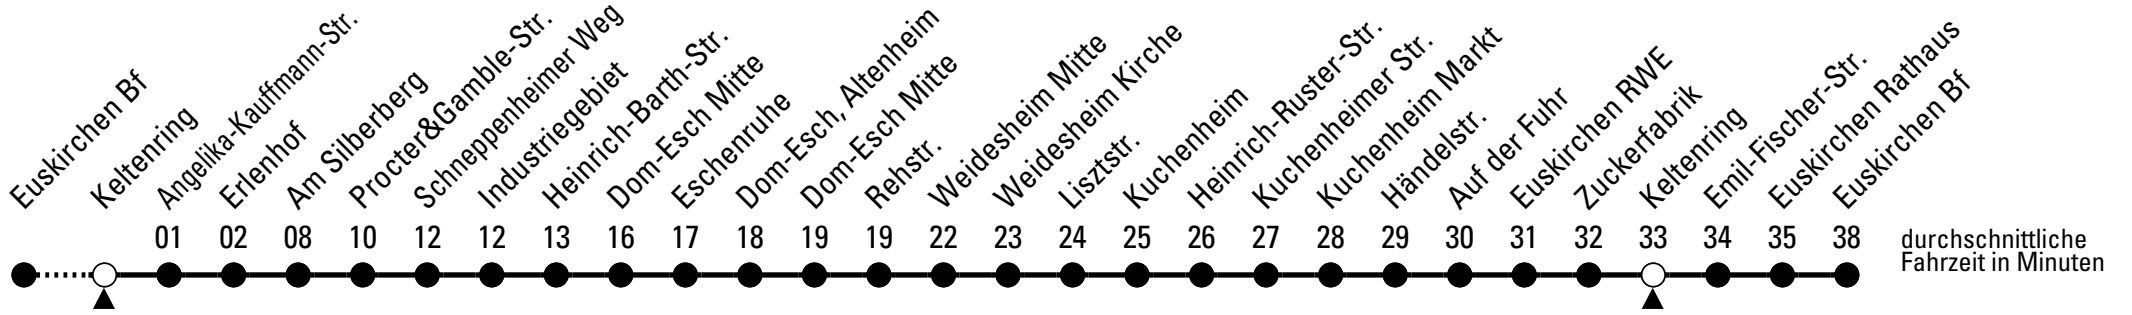 Euskirchen Bf
Keltenring
Angelika-Kauffmann-Str.
Erlenhof
Am Silberberg
Procter&Gamble-Str.
Schneppenheimer Weg
Industriegebiet
Heinrich-Barth-Str.
Dom-Esch Mitte
Eschenruhe
Dom-Esch, Altenheim
Dom-Esch Mitte
Rehstr.
Weidesheim Mitte
Weidesheim Kirche
Lisztstr.
Kuchenheim
Heinrich-Ruster-Str.
Kuchenheimer Str.
Kuchenheim Markt
Händelstr.
Auf der Fuhr
Euskirchen RWE
Zuckerfabrik
Keltenring
Emil-Fischer-Str.
Euskirchen Rathaus
Euskirchen Bf
01 02 08 10 12 12 13 16 17 18 19 19 22 23 24 25 26 27 28 29 30 31 32 33 34 35 38
durchschnittliche
Fahrzeit in Minuten